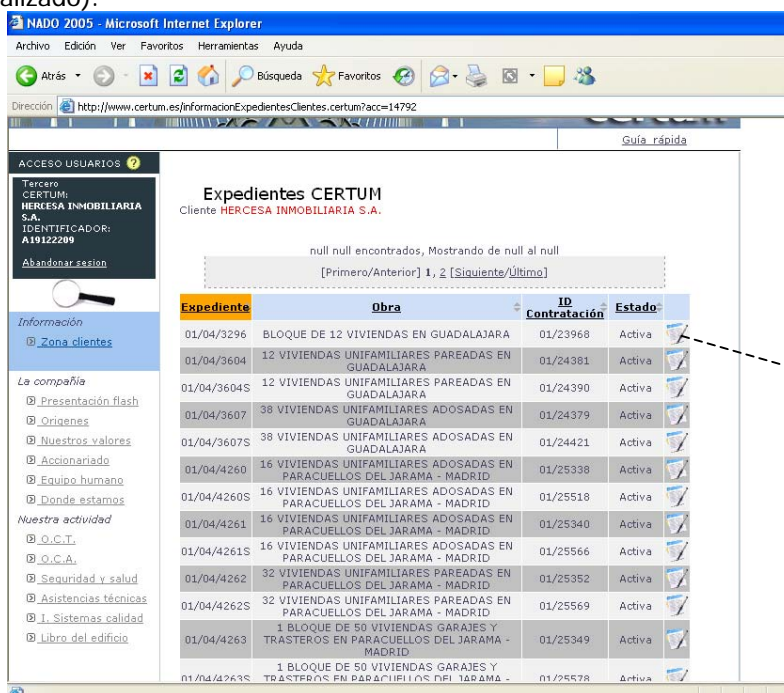 alizado).
NADO 2005 - Microsoft Internet Explorer
Archivo Edición Ver Favoritos Herramientas Ayuda
Atrás Búsqueda Favoritos
Dirección http://www.certum.es/informacionExpedientesClientes.certum?acc=14792
Guía rápida
ACCESO USUARIOS ?
Tercero
CERTUM:
HERCESA INMOBILIARIA
S.A.
IDENTIFICADOR:
A19122209
Abandonar sesion
Información
Zona clientes
La compañía
Presentación flash
Origenes
Nuestros valores
Accionariado
Equipo humano
Donde estamos
Nuestra actividad
O.C.T.
O.C.A.
Seguridad y salud
Asistencias técnicas
I. Sistemas calidad
Libro del edificio
Expedientes CERTUM
Cliente HERCESA INMOBILIARIA S.A.
null null encontrados, Mostrando de null al null
[Primero/Anterior] 1, 2 [Siguiente/Último]
Expediente Obra ID Contratación Estado
01/04/3296 BLOQUE DE 12 VIVIENDAS EN GUADALAJARA 01/23968 Activa
01/04/3604 12 VIVIENDAS UNIFAMILIARES PAREADAS EN GUADALAJARA 01/24381 Activa
01/04/3604S 12 VIVIENDAS UNIFAMILIARES PAREADAS EN GUADALAJARA 01/24390 Activa
01/04/3607 38 VIVIENDAS UNIFAMILIARES ADOSADAS EN GUADALAJARA 01/24379 Activa
01/04/3607S 38 VIVIENDAS UNIFAMILIARES ADOSADAS EN GUADALAJARA 01/24421 Activa
01/04/4260 16 VIVIENDAS UNIFAMILIARES ADOSADAS EN PARACUELLOS DEL JARAMA - MADRID 01/25338 Activa
01/04/4260S 16 VIVIENDAS UNIFAMILIARES ADOSADAS EN PARACUELLOS DEL JARAMA - MADRID 01/25518 Activa
01/04/4261 16 VIVIENDAS UNIFAMILIARES ADOSADAS EN PARACUELLOS DEL JARAMA - MADRID 01/25340 Activa
01/04/4261S 16 VIVIENDAS UNIFAMILIARES ADOSADAS EN PARACUELLOS DEL JARAMA - MADRID 01/25566 Activa
01/04/4262 32 VIVIENDAS UNIFAMILIARES PAREADAS EN PARACUELLOS DEL JARAMA - MADRID 01/25352 Activa
01/04/4262S 32 VIVIENDAS UNIFAMILIARES PAREADAS EN PARACUELLOS DEL JARAMA - MADRID 01/25569 Activa
01/04/4263 1 BLOQUE DE 50 VIVIENDAS GARAJES Y TRASTEROS EN PARACUELLOS DEL JARAMA - MADRID 01/25349 Activa
01/04/4263S 1 BLOQUE DE 50 VIVIENDAS GARAJES Y TRASTEROS EN PARACUELLOS DEL JARAMA - 01/25578 Activa